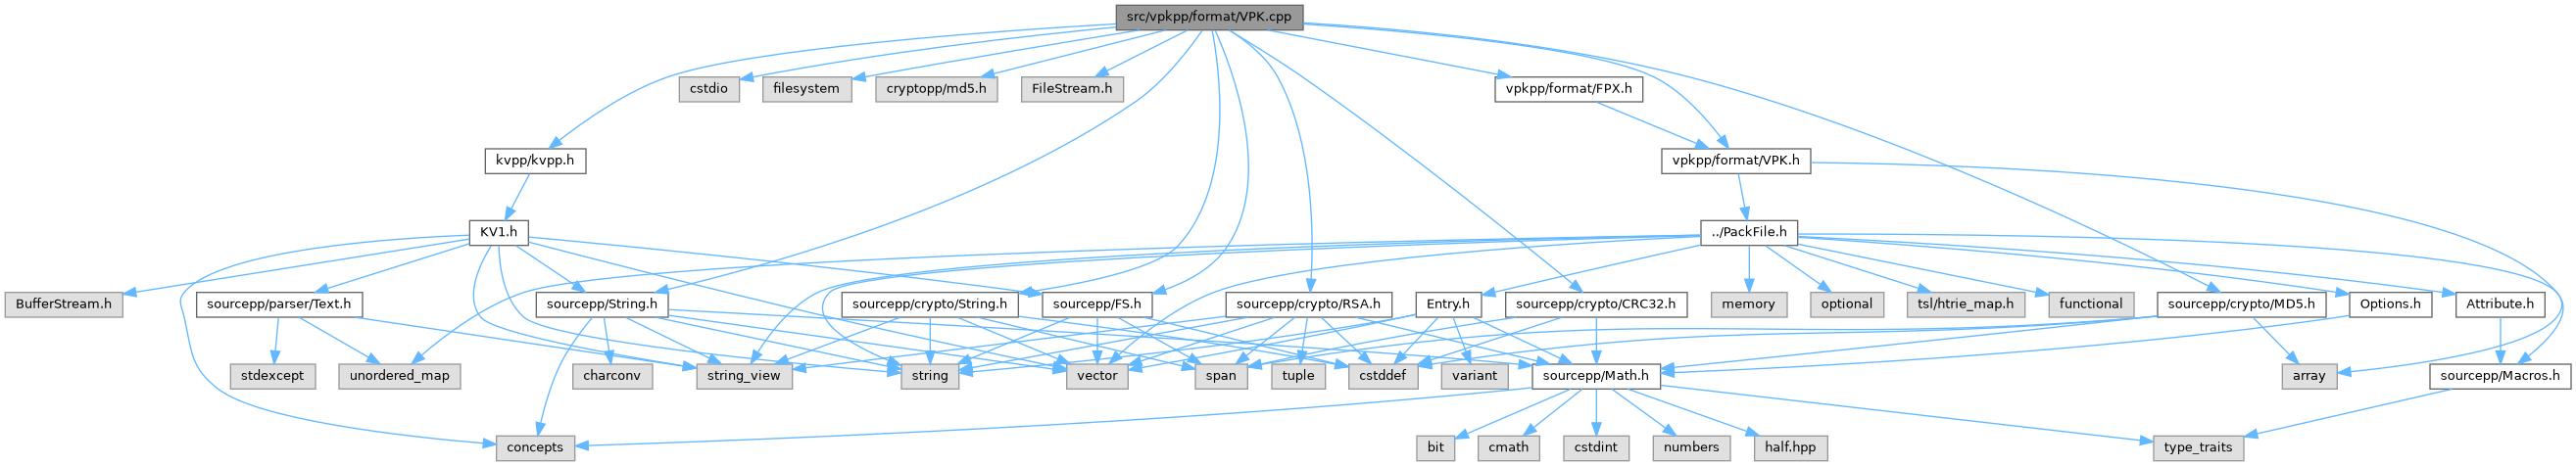 src/vpkpp/format/VPK.cpp
cstdio
filesystem
cryptopp/md5.h
FileStream.h
vpkpp/format/FPX.h
kvpp/kvpp.h
vpkpp/format/VPK.h
KV1.h
../PackFile.h
BufferStream.h
sourcepp/parser/Text.h
sourcepp/String.h
sourcepp/crypto/String.h
sourcepp/FS.h
sourcepp/crypto/RSA.h
Entry.h
sourcepp/crypto/CRC32.h
memory
optional
tsl/htrie_map.h
functional
sourcepp/crypto/MD5.h
Options.h
Attribute.h
stdexcept
unordered_map
charconv
string_view
string
vector
span
tuple
cstddef
variant
sourcepp/Math.h
array
sourcepp/Macros.h
concepts
bit
cmath
cstdint
numbers
half.hpp
type_traits